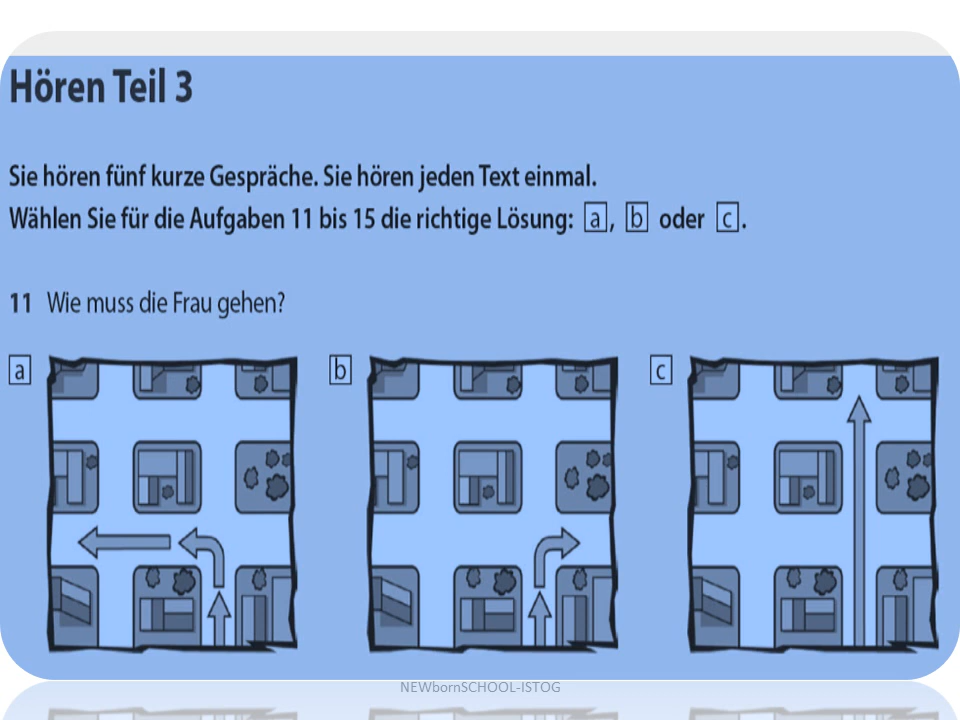 Hören Teil 3
Sie hören fünf kurze Gespräche. Sie hören jeden Text einmal.
Wählen Sie für die Aufgaben 11 bis 15 die richtige Lösung: a, b oder c.
11 Wie muss die Frau gehen?
a b c
NEWbornSCHOOL-ISTOG